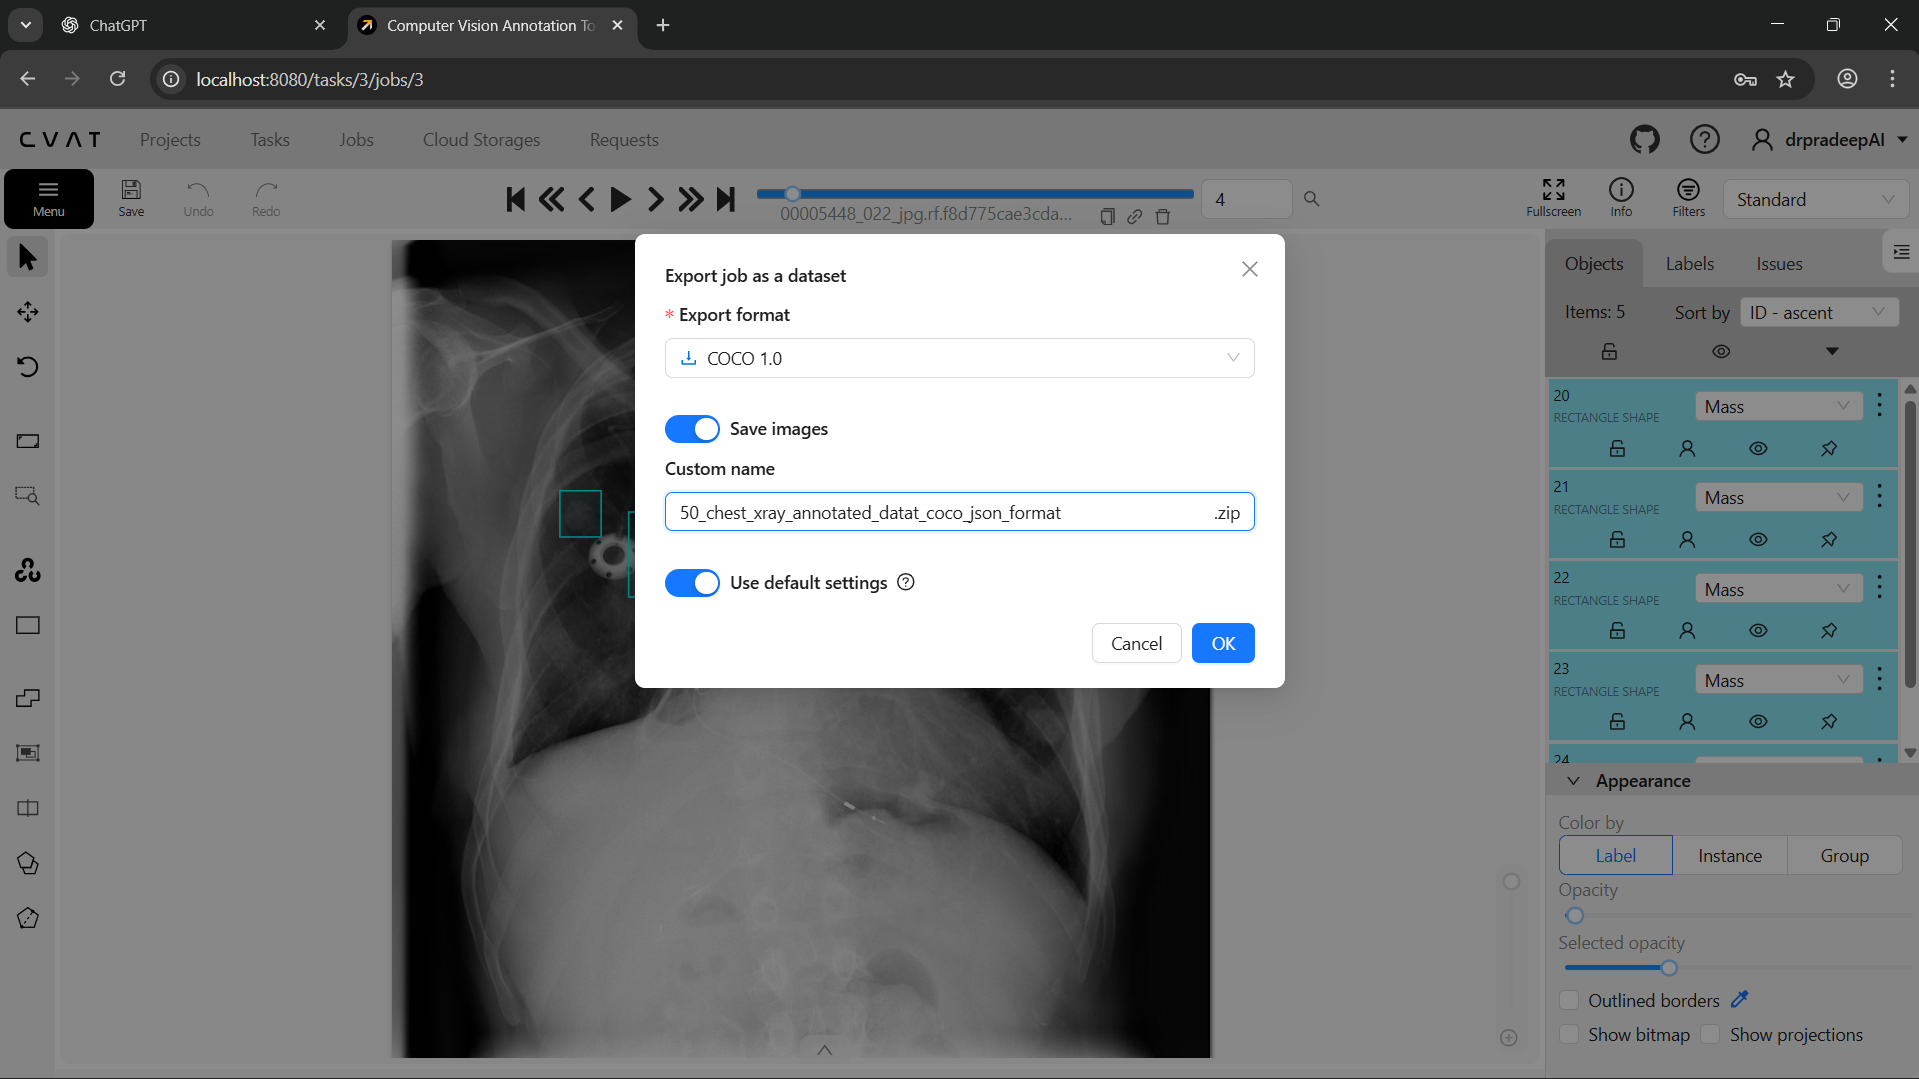 ChatGPT
Computer Vision Annotation To
localhost:8080/tasks/3/jobs/3
CVAT
Projects
Tasks
Jobs
Cloud Storages
Requests
drpradeepAI
Menu
Save
Undo
Redo
00005448_022_jpg.rf.f8d775cae3cda...
4
Fullscreen
Info
Filters
Standard
Export job as a dataset
* Export format
COCO 1.0
Save images
Custom name
50_chest_xray_annotated_datat_coco_json_format
.zip
Use default settings
Cancel
OK
Objects
Labels
Issues
Items: 5
Sort by
ID - ascent
20
RECTANGLE SHAPE
Mass
21
RECTANGLE SHAPE
Mass
22
RECTANGLE SHAPE
Mass
23
RECTANGLE SHAPE
Mass
24
Appearance
Color by
Label
Instance
Group
Opacity
Selected opacity
Outlined borders
Show bitmap
Show projections